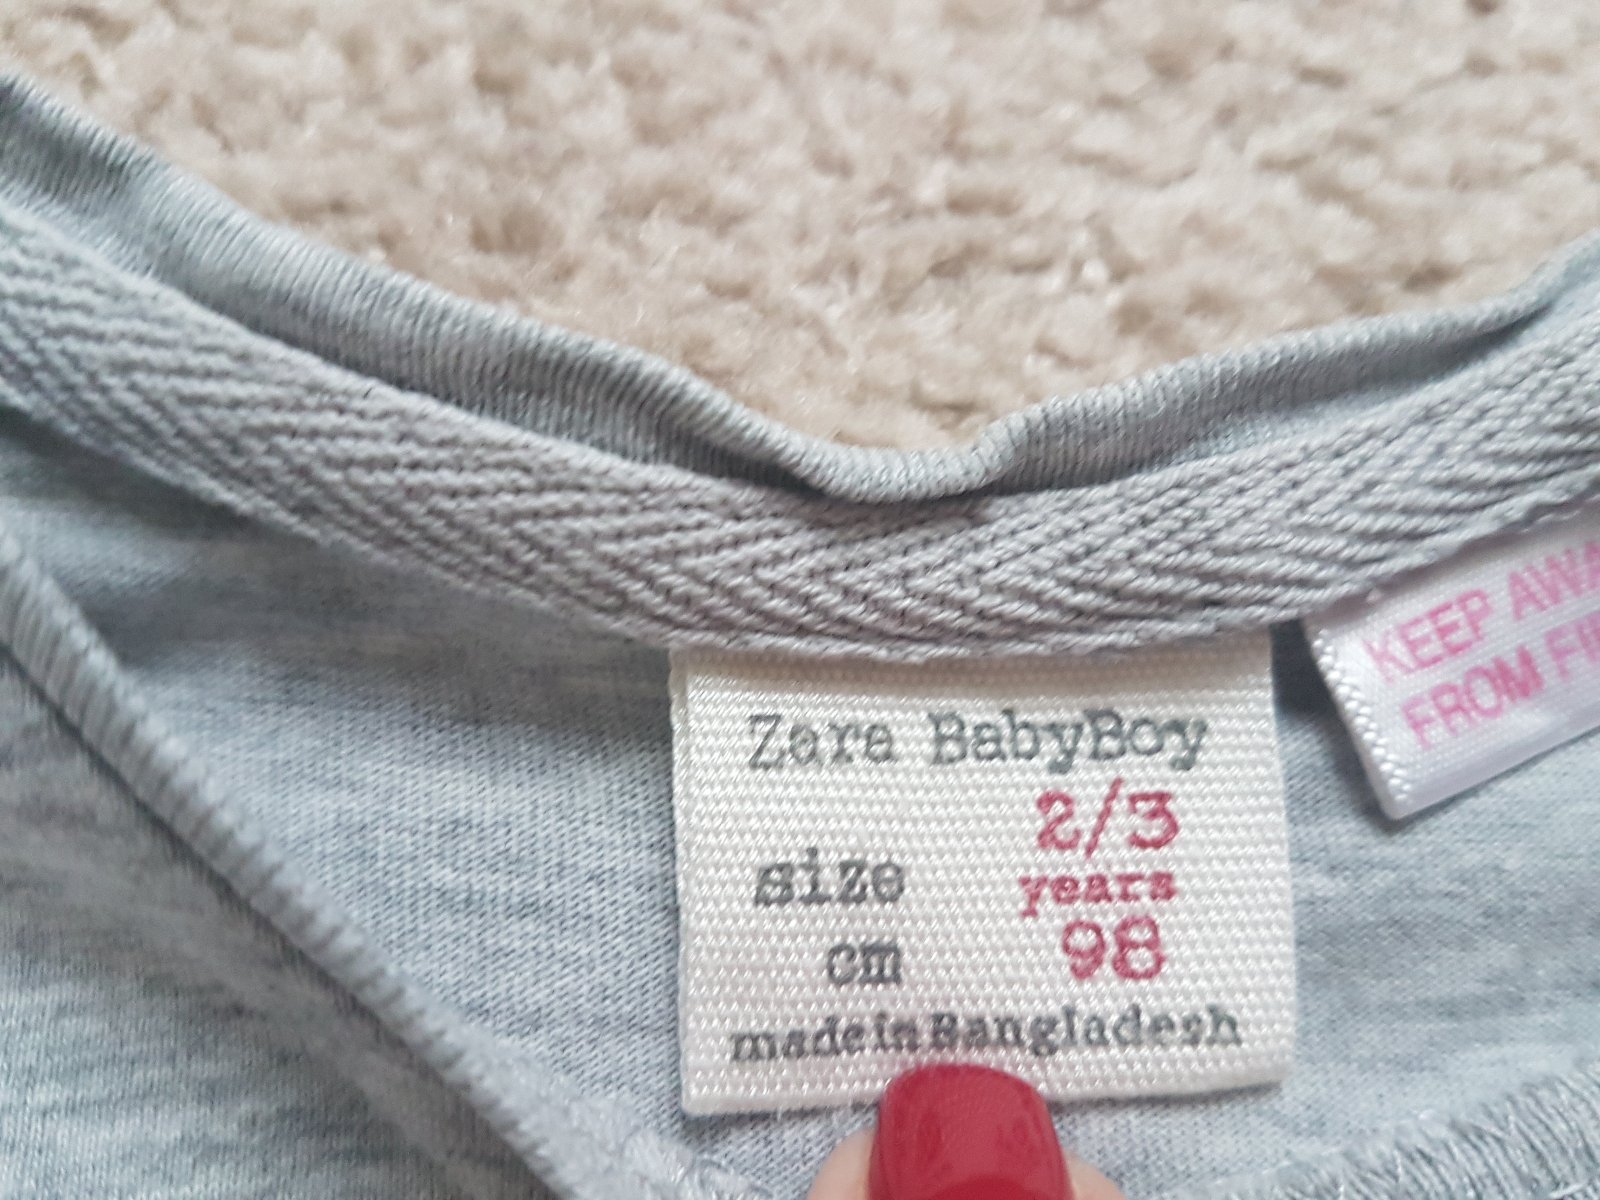 Zara BabyBoy
2/3
size years
cm 98
made in Bangladesh
KEEP AWA
FROM FI